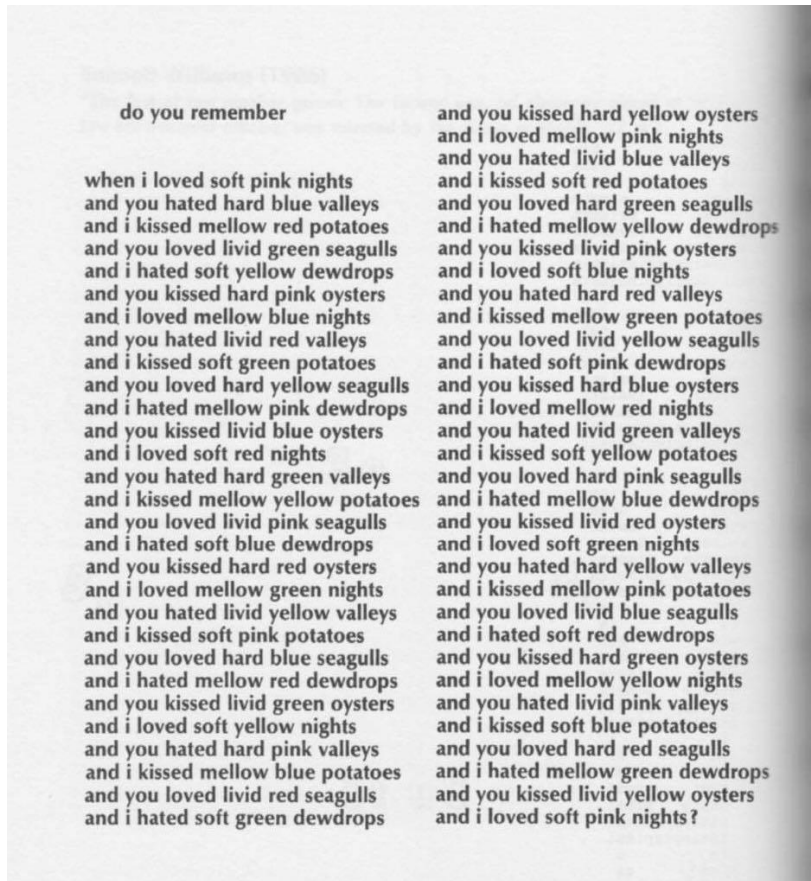 do you remember
when i loved soft pink nights
and you hated hard blue valleys
and i kissed mellow red potatoes
and you loved livid green seagulls
and i hated soft yellow dewdrops
and you kissed hard pink oysters
and i loved mellow blue nights
and you hated livid red valleys
and i kissed soft green potatoes
and you loved hard yellow seagulls
and i hated mellow pink dewdrops
and you kissed livid blue oysters
and i loved soft red nights
and you hated hard green valleys
and i kissed mellow yellow potatoes
and you loved livid pink seagulls
and i hated soft blue dewdrops
and you kissed hard red oysters
and i loved mellow green nights
and you hated livid yellow valleys
and i kissed soft pink potatoes
and you loved hard blue seagulls
and i hated mellow red dewdrops
and you kissed livid green oysters
and i loved soft yellow nights
and you hated hard pink valleys
and i kissed mellow blue potatoes
and you loved livid red seagulls
and i hated soft green dewdrops
and you kissed hard yellow oysters
and i loved mellow pink nights
and you hated livid blue valleys
and i kissed soft red potatoes
and you loved hard green seagulls
and i hated mellow yellow dewdrops
and you kissed livid pink oysters
and i loved soft blue nights
and you hated hard red valleys
and i kissed mellow green potatoes
and you loved livid yellow seagulls
and i hated soft pink dewdrops
and you kissed hard blue oysters
and i loved mellow red nights
and you hated livid green valleys
and i kissed soft yellow potatoes
and you loved hard pink seagulls
and i hated mellow blue dewdrops
and you kissed livid red oysters
and i loved soft green nights
and you hated hard yellow valleys
and i kissed mellow pink potatoes
and you loved livid blue seagulls
and i hated soft red dewdrops
and you kissed hard green oysters
and i loved mellow yellow nights
and you hated livid pink valleys
and i kissed soft blue potatoes
and you loved hard red seagulls
and i hated mellow green dewdrops
and you kissed livid yellow oysters
and i loved soft pink nights?